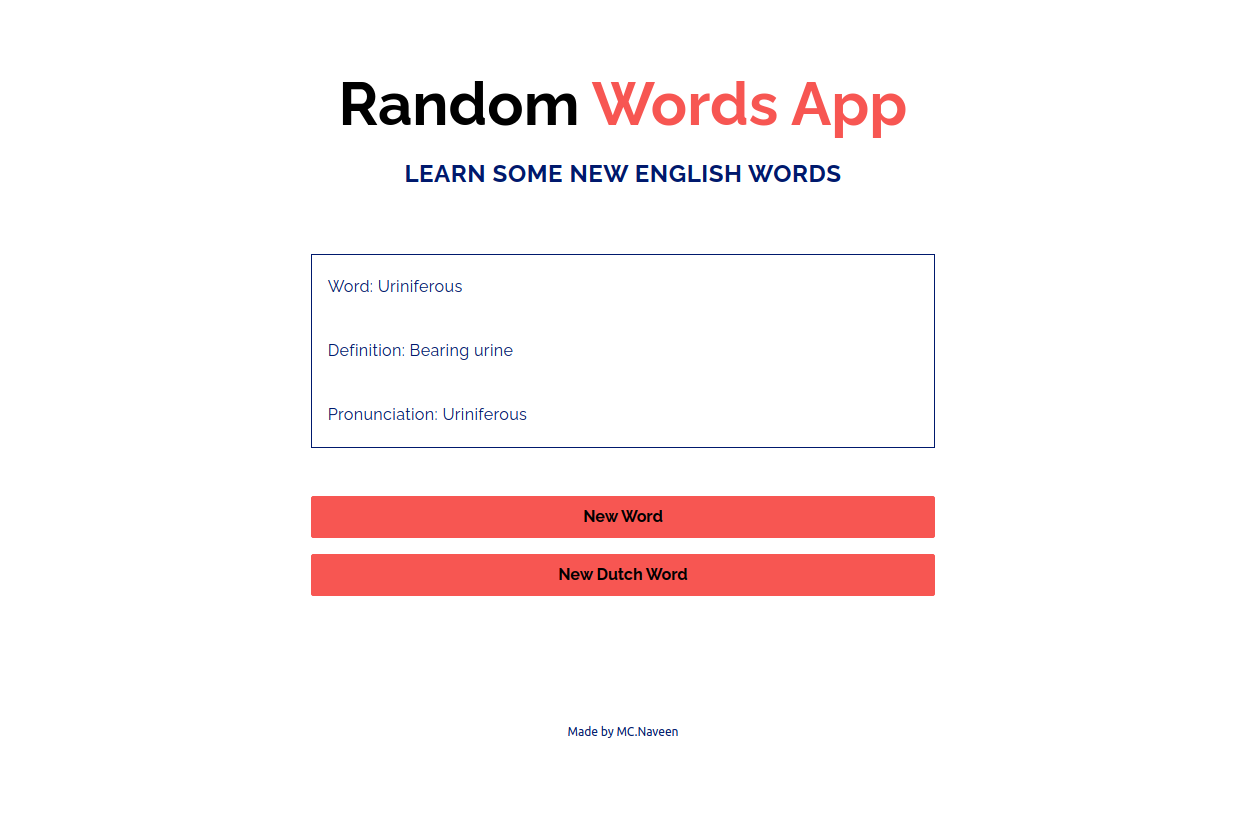 Random Words App
LEARN SOME NEW ENGLISH WORDS
Word: Uriniferous
Definition: Bearing urine
Pronunciation: Uriniferous
New Word
New Dutch Word
Made by MC.Naveen